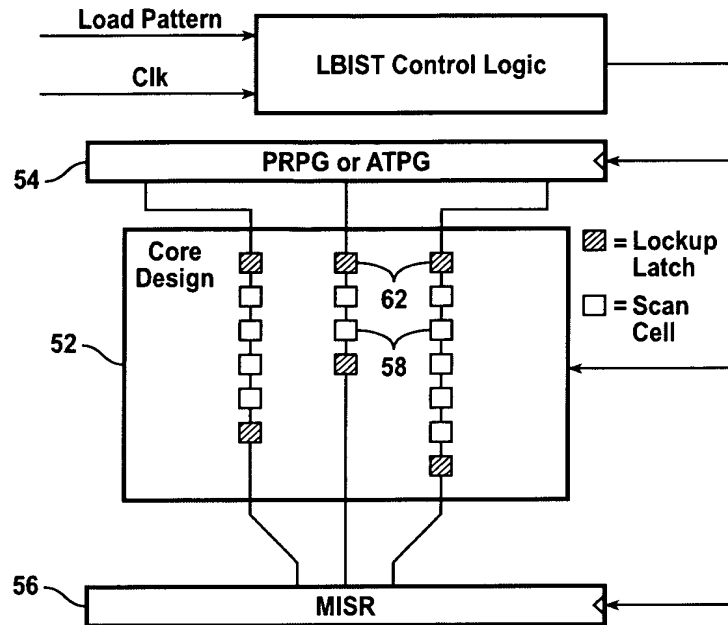 Load Pattern
Clk
LBIST Control Logic
54
PRPG or ATPG
Core
Design
= Lockup
Latch
62
= Scan
Cell
52
58
56
MISR